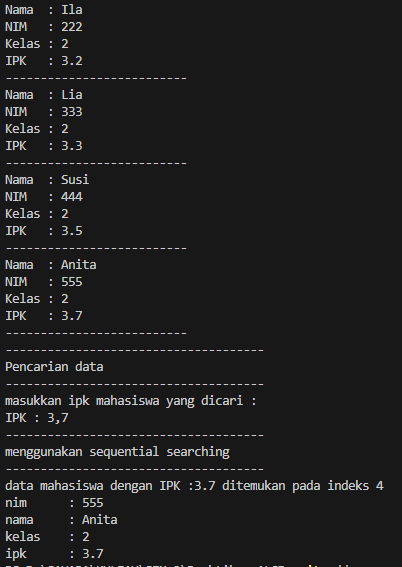 Nama  : Ila
NIM   : 222
Kelas : 2
IPK   : 3.2
---------------------------
Nama  : Lia
NIM   : 333
Kelas : 2
IPK   : 3.3
---------------------------
Nama  : Susi
NIM   : 444
Kelas : 2
IPK   : 3.5
---------------------------
Nama  : Anita
NIM   : 555
Kelas : 2
IPK   : 3.7
---------------------------
--------------------------------------
Pencarian data
--------------------------------------
masukkan ipk mahasiswa yang dicari :
IPK : 3,7
--------------------------------------
menggunakan sequential searching
--------------------------------------
data mahasiswa dengan IPK :3.7 ditemukan pada indeks 4
nim      : 555
nama     : Anita
kelas    : 2
ipk      : 3.7